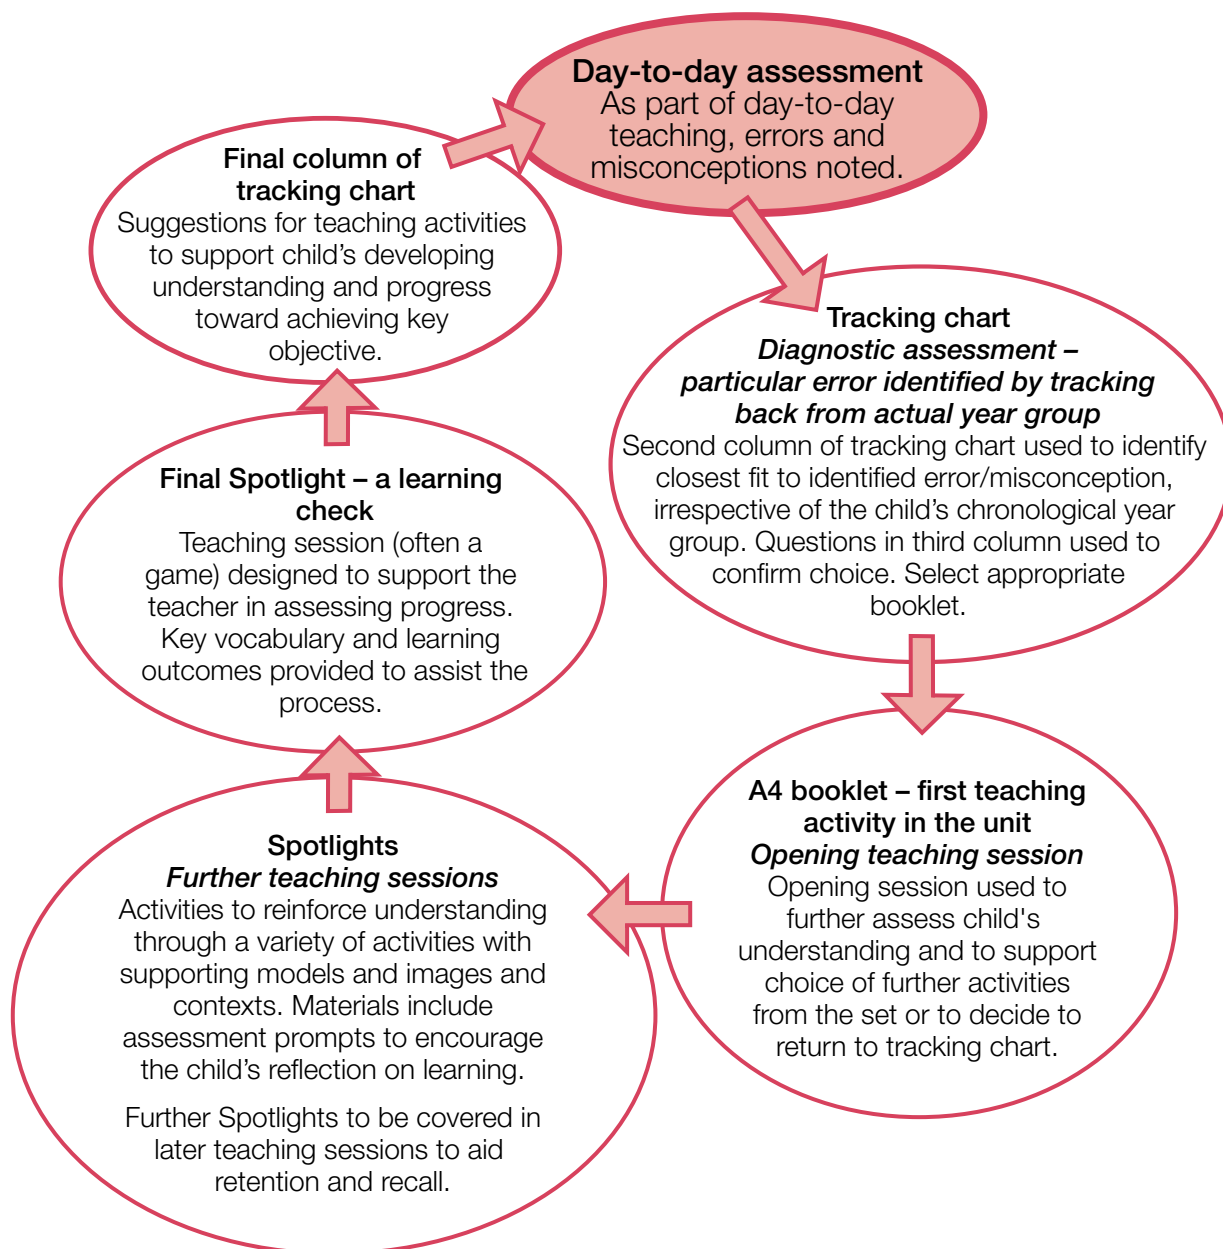 Day-to-day assessment
As part of day-to-day
teaching, errors and
misconceptions noted.
Tracking chart
Diagnostic assessment –
particular error identified by tracking
back from actual year group
Second column of tracking chart used to identify
closest fit to identified error/misconception,
irrespective of the child’s chronological year
group. Questions in third column used to
confirm choice. Select appropriate
booklet.
A4 booklet – first teaching
activity in the unit
Opening teaching session
Opening session used to
further assess child's
understanding and to support
choice of further activities
from the set or to decide to
return to tracking chart.
Spotlights
Further teaching sessions
Activities to reinforce understanding
through a variety of activities with
supporting models and images and
contexts. Materials include
assessment prompts to encourage
the child’s reflection on learning.
Further Spotlights to be covered in
later teaching sessions to aid
retention and recall.
Final Spotlight – a learning
check
Teaching session (often a
game) designed to support the
teacher in assessing progress.
Key vocabulary and learning
outcomes provided to assist the
process.
Final column of
tracking chart
Suggestions for teaching activities
to support child’s developing
understanding and progress
toward achieving key
objective.